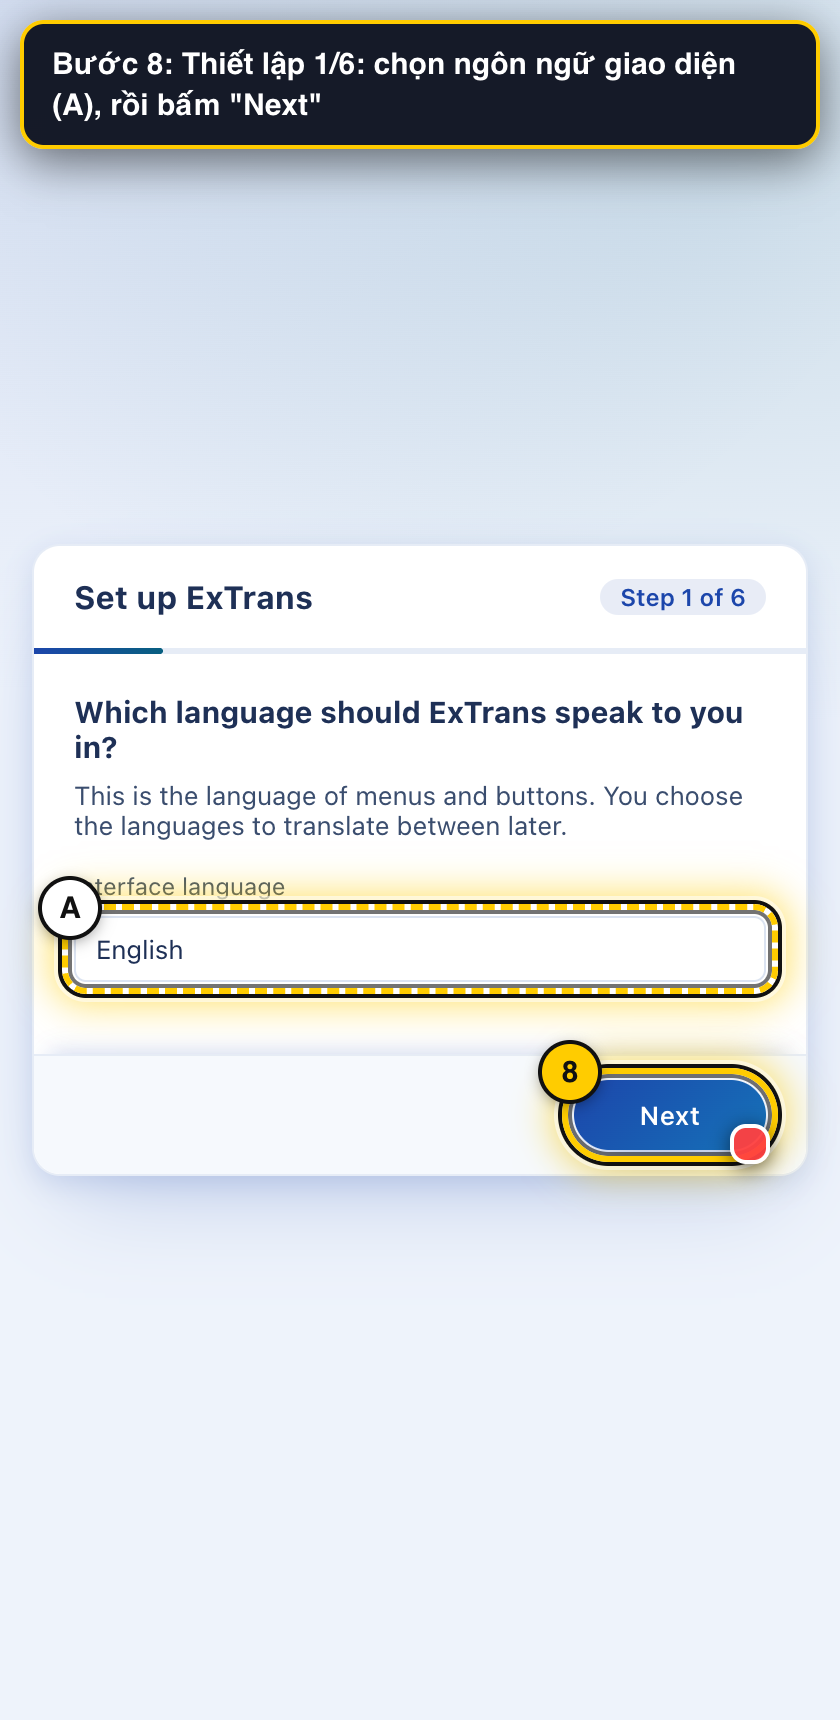 Bước 8: Thiết lập 1/6: chọn ngôn ngữ giao diện
(A), rồi bấm "Next"
Set up ExTrans
Step 1 of 6
Which language should ExTrans speak to you
in?
This is the language of menus and buttons. You choose
the languages to translate between later.
terface language
A
English
8
Next